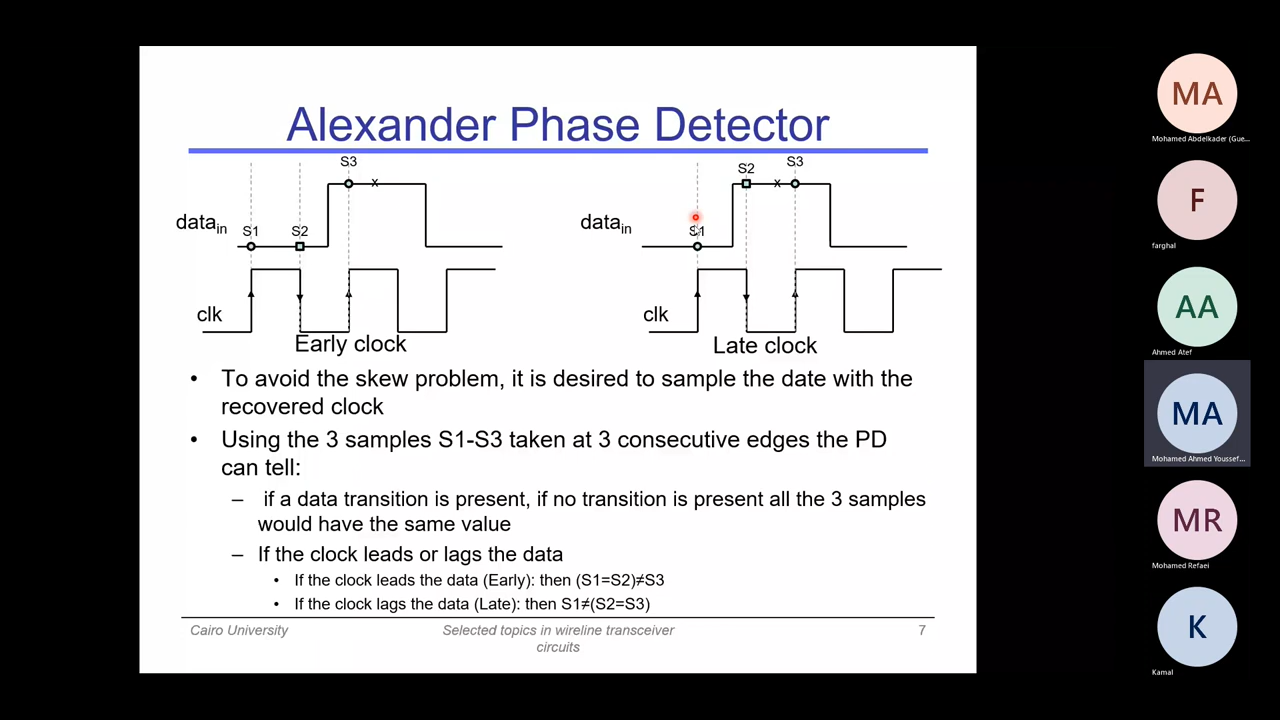 Alexander Phase Detector
S3
x
data
in
S1
S2
clk
Early clock
S2
S3
x
data
in
S1
clk
Late clock
• To avoid the skew problem, it is desired to sample the date with the
recovered clock
• Using the 3 samples S1-S3 taken at 3 consecutive edges the PD
can tell:
– if a data transition is present, if no transition is present all the 3 samples
would have the same value
– If the clock leads or lags the data
• If the clock leads the data (Early): then (S1=S2)≠S3
• If the clock lags the data (Late): then S1≠(S2=S3)
Cairo University
Selected topics in wireline transceiver
circuits
7
MA
Mohamed Abdelkader (Gue...
F
farghal
AA
Ahmed Atef
MA
Mohamed Ahmed Youssef...
MR
Mohamed Refaei
K
Kamal